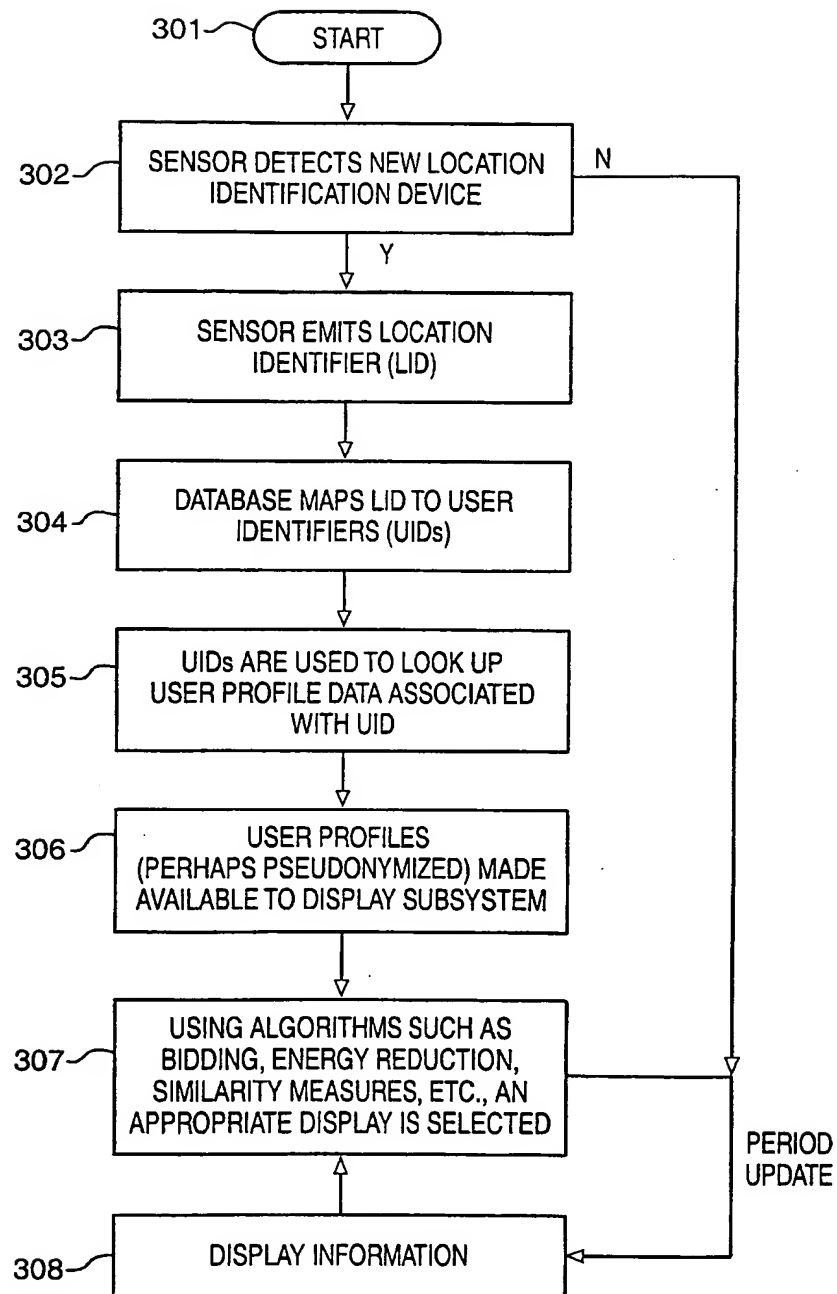 301
START
302
SENSOR DETECTS NEW LOCATION
IDENTIFICATION DEVICE
N
Y
303
SENSOR EMITS LOCATION
IDENTIFIER (LID)
304
DATABASE MAPS LID TO USER
IDENTIFIERS (UIDs)
305
UIDs ARE USED TO LOOK UP
USER PROFILE DATA ASSOCIATED
WITH UID
306
USER PROFILES
(PERHAPS PSEUDONYMIZED) MADE
AVAILABLE TO DISPLAY SUBSYSTEM
307
USING ALGORITHMS SUCH AS
BIDDING, ENERGY REDUCTION,
SIMILARITY MEASURES, ETC., AN
APPROPRIATE DISPLAY IS SELECTED
PERIOD
UPDATE
308
DISPLAY INFORMATION